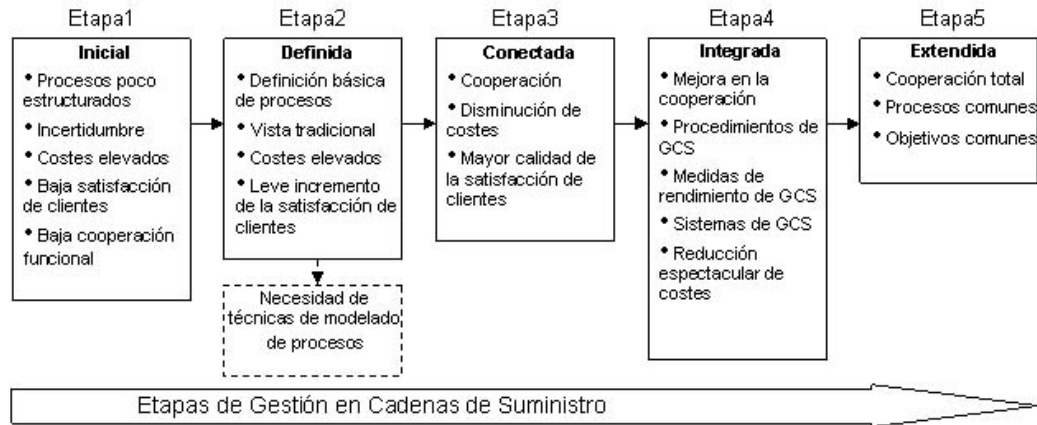 Etapa1
Inicial
• Procesos poco
estructurados
• Incertidumbre
• Costes elevados
• Baja satisfacción
de clientes
• Baja cooperación
funcional
Etapa2
Definida
• Definición básica
de procesos
• Vista tradicional
• Costes elevados
• Leve incremento
de la satisfacción de
clientes
Necesidad de
técnicas de modelado
de procesos
Etapa3
Conectada
• Cooperación
• Disminución de
costes
• Mayor calidad de
la satisfacción de
clientes
Etapa4
Integrada
• Mejora en la
cooperación
• Procedimientos de
GCS
• Medidas de
rendimiento de GCS
• Sistemas de GCS
• Reducción
espectacular de
costes
Etapa5
Extendida
• Cooperación total
• Procesos comunes
• Objetivos comunes
Etapas de Gestión en Cadenas de Suministro